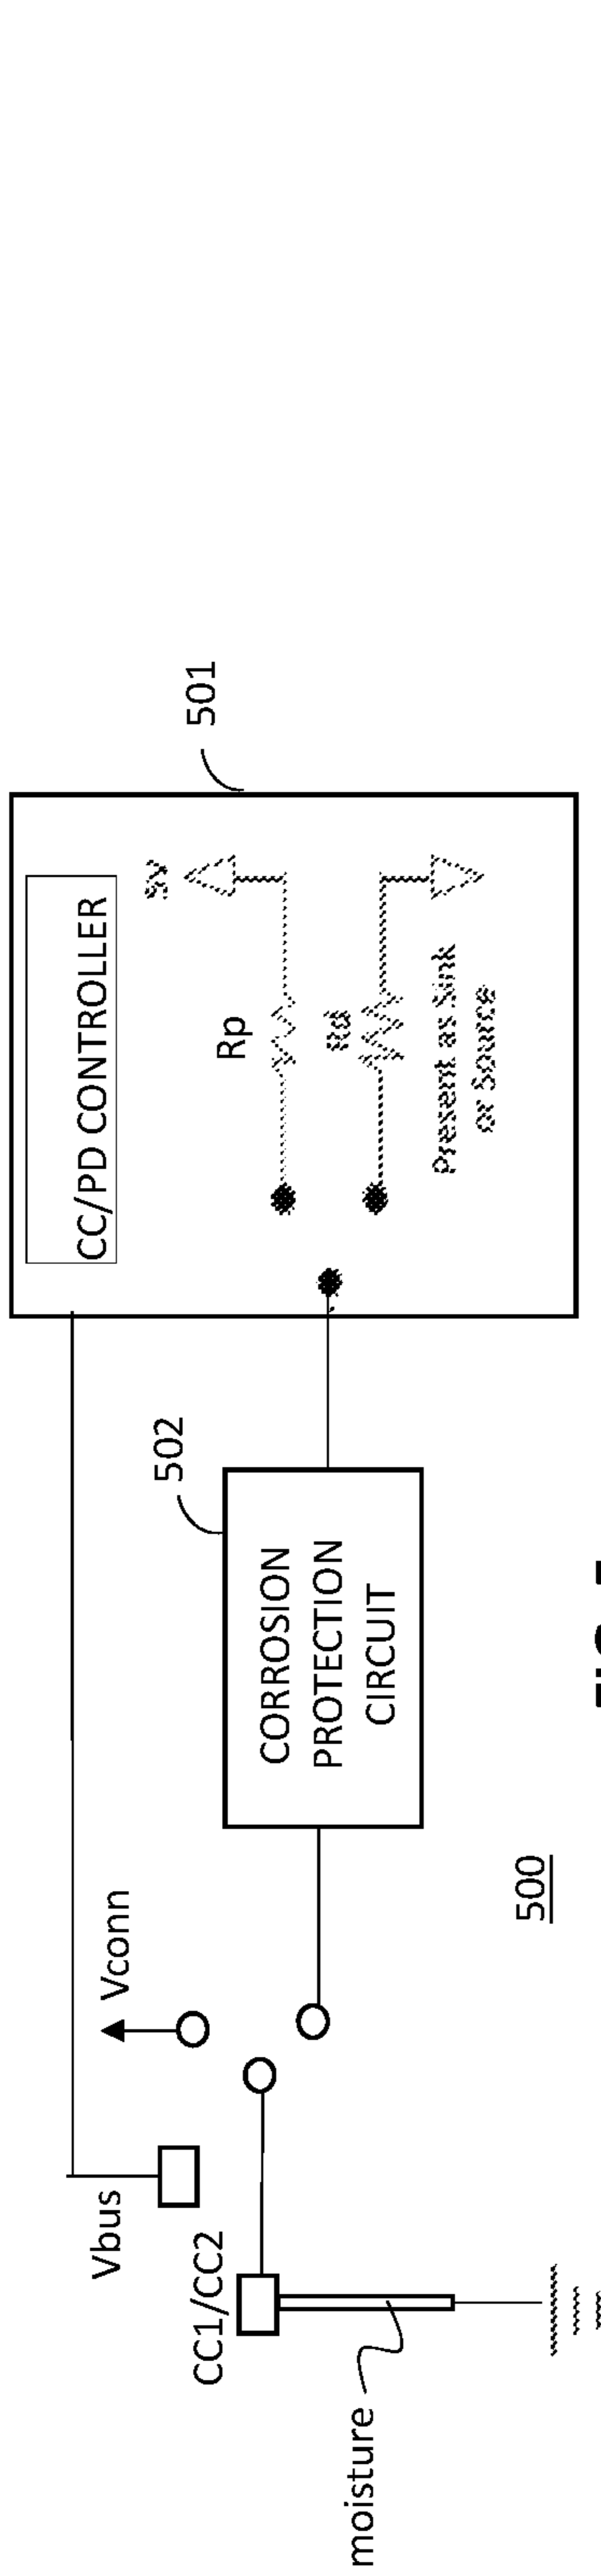 CC/PD CONTROLLER
501
5V
Rp
Rd
Present as Sink
or Source
502
CORROSION
PROTECTION
CIRCUIT
Vconn
Vbus
CC1/CC2
moisture
500